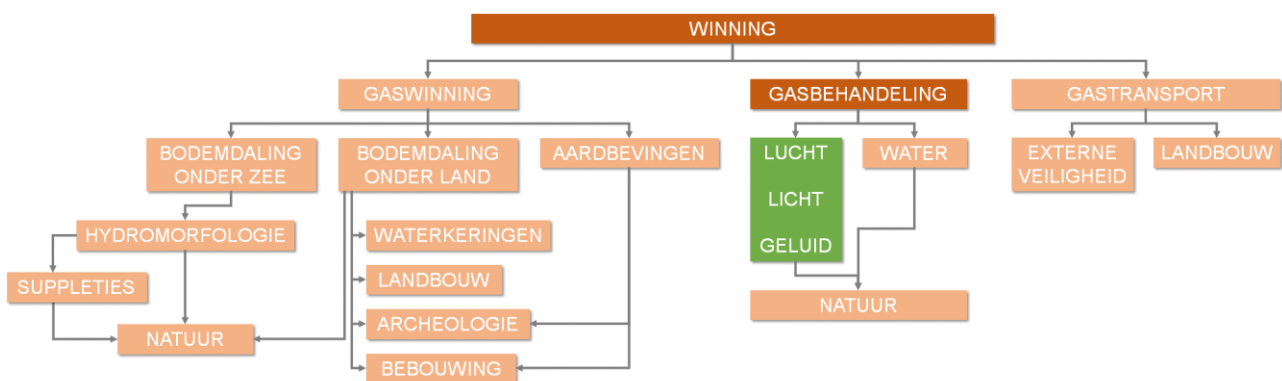 WINNING
GASWINNING
GASBEHANDELING
GASTRANSPORT
BODEMDALING
ONDER ZEE
BODEMDALING
ONDER LAND
AARDBEVINGEN
LUCHT
LICHT
GELUID
WATER
EXTERNE
VEILIGHEID
LANDBOUW
HYDROMORFOLOGIE
WATERKERINGEN
SUPPLETIES
LANDBOUW
NATUUR
ARCHEOLOGIE
NATUUR
BEBOUWING